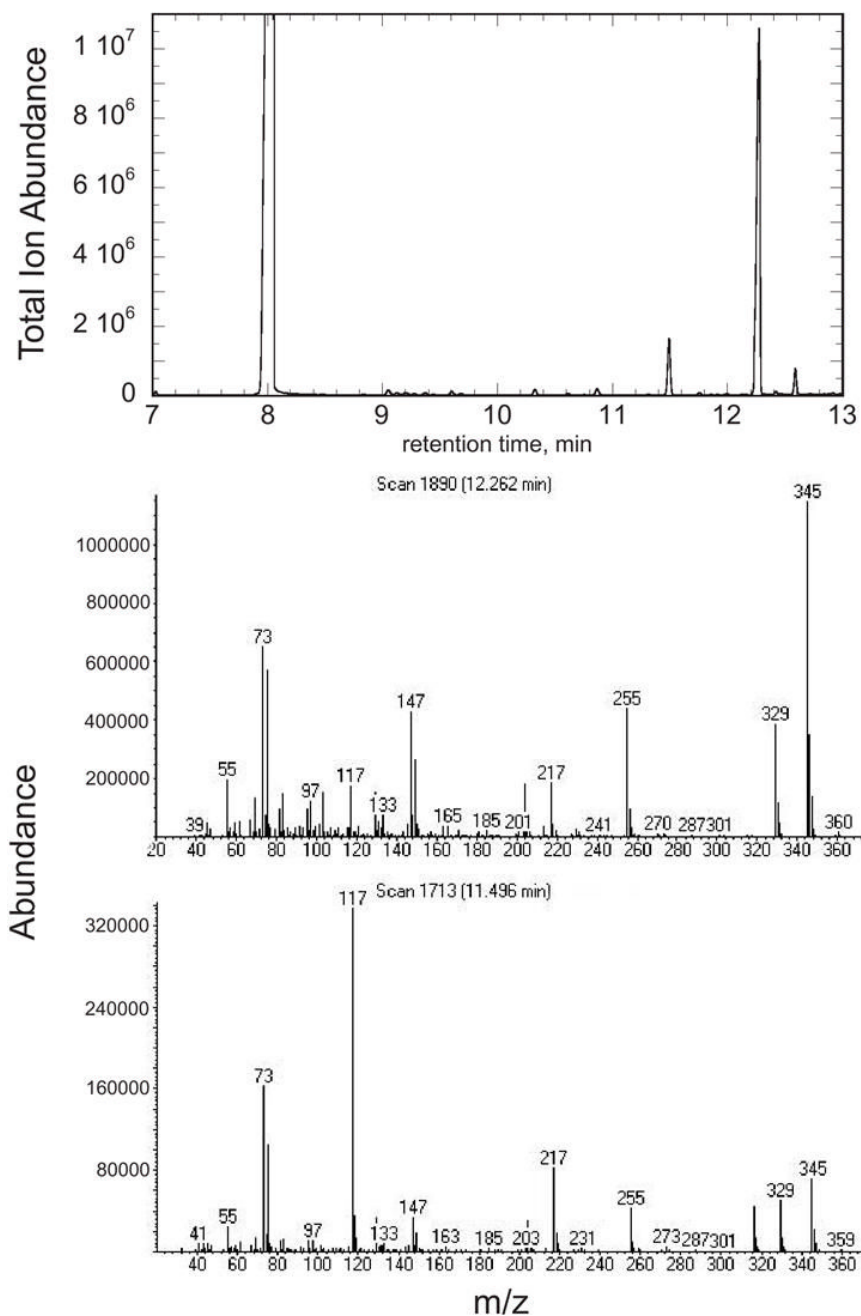 1 10⁷
8 10⁶
6 10⁶
4 10⁶
2 10⁶
0
Total Ion Abundance
7 8 9 10 11 12 13
retention time, min
Scan 1890 (12.262 min)
345
1000000
800000
73
600000
147 255
400000
329
55 117 217
200000
97
133
39 165 185 201 241 270 287 301 360
20 40 60 80 100 120 140 160 180 200 220 240 260 280 300 320 340 360
Abundance
Scan 1713 (11.496 min)
117
320000
240000
73
160000
217
80000
345
147 255 329
55
41 97 133 163 185 203 231 273 287 301 359
40 60 80 100 120 140 160 180 200 220 240 260 280 300 320 340 360
m/z